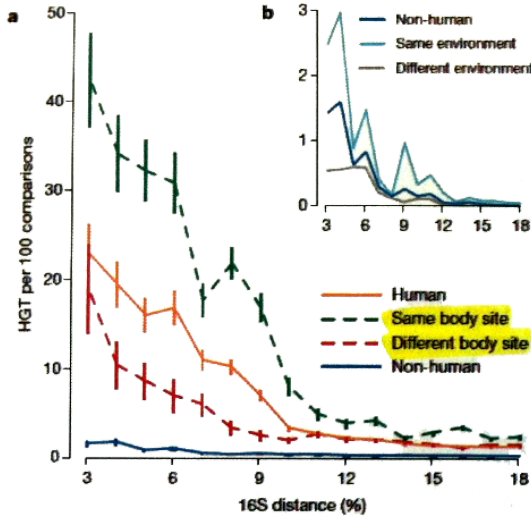 a
HGT per 100 comparisons
50
40
30
20
10
0
3
6
9
12
15
18
16S distance (%)
Human
Same body site
Different body site
Non-human
b
3
2
1
0
3
6
9
12
15
18
Non-human
Same environment
Different environment